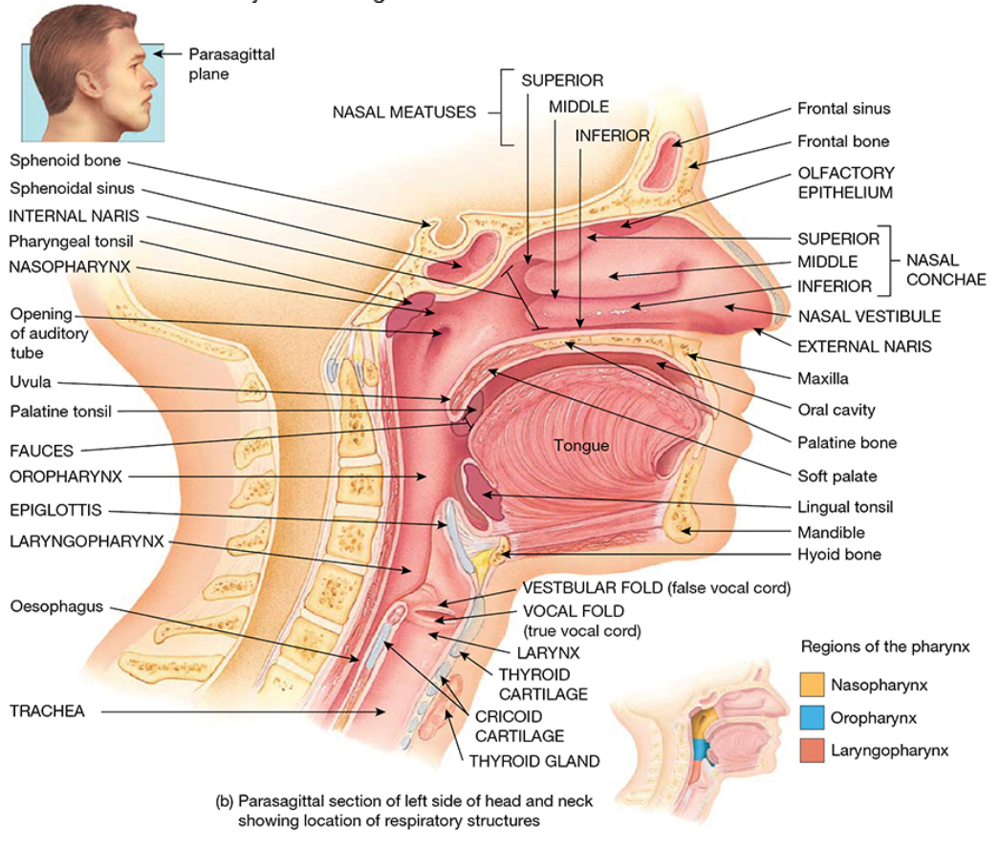 Parasagittal
plane
NASAL MEATUSES
SUPERIOR
MIDDLE
INFERIOR
Sphenoid bone
Sphenoidal sinus
INTERNAL NARIS
Pharyngeal tonsil
NASOPHARYNX
Opening
of auditory
tube
Uvula
Palatine tonsil
FAUCES
OROPHARYNX
EPIGLOTTIS
LARYNGOPHARYNX
Oesophagus
TRACHEA
Frontal sinus
Frontal bone
OLFACTORY
EPITHELIUM
SUPERIOR
MIDDLE
INFERIOR
NASAL
CONCHAE
NASAL VESTIBULE
EXTERNAL NARIS
Maxilla
Oral cavity
Palatine bone
Soft palate
Lingual tonsil
Mandible
Hyoid bone
Tongue
VESTBULAR FOLD (false vocal cord)
VOCAL FOLD
(true vocal cord)
LARYNX
THYROID
CARTILAGE
CRICOID
CARTILAGE
THYROID GLAND
Regions of the pharynx
Nasopharynx
Oropharynx
Laryngopharynx
(b) Parasagittal section of left side of head and neck
showing location of respiratory structures